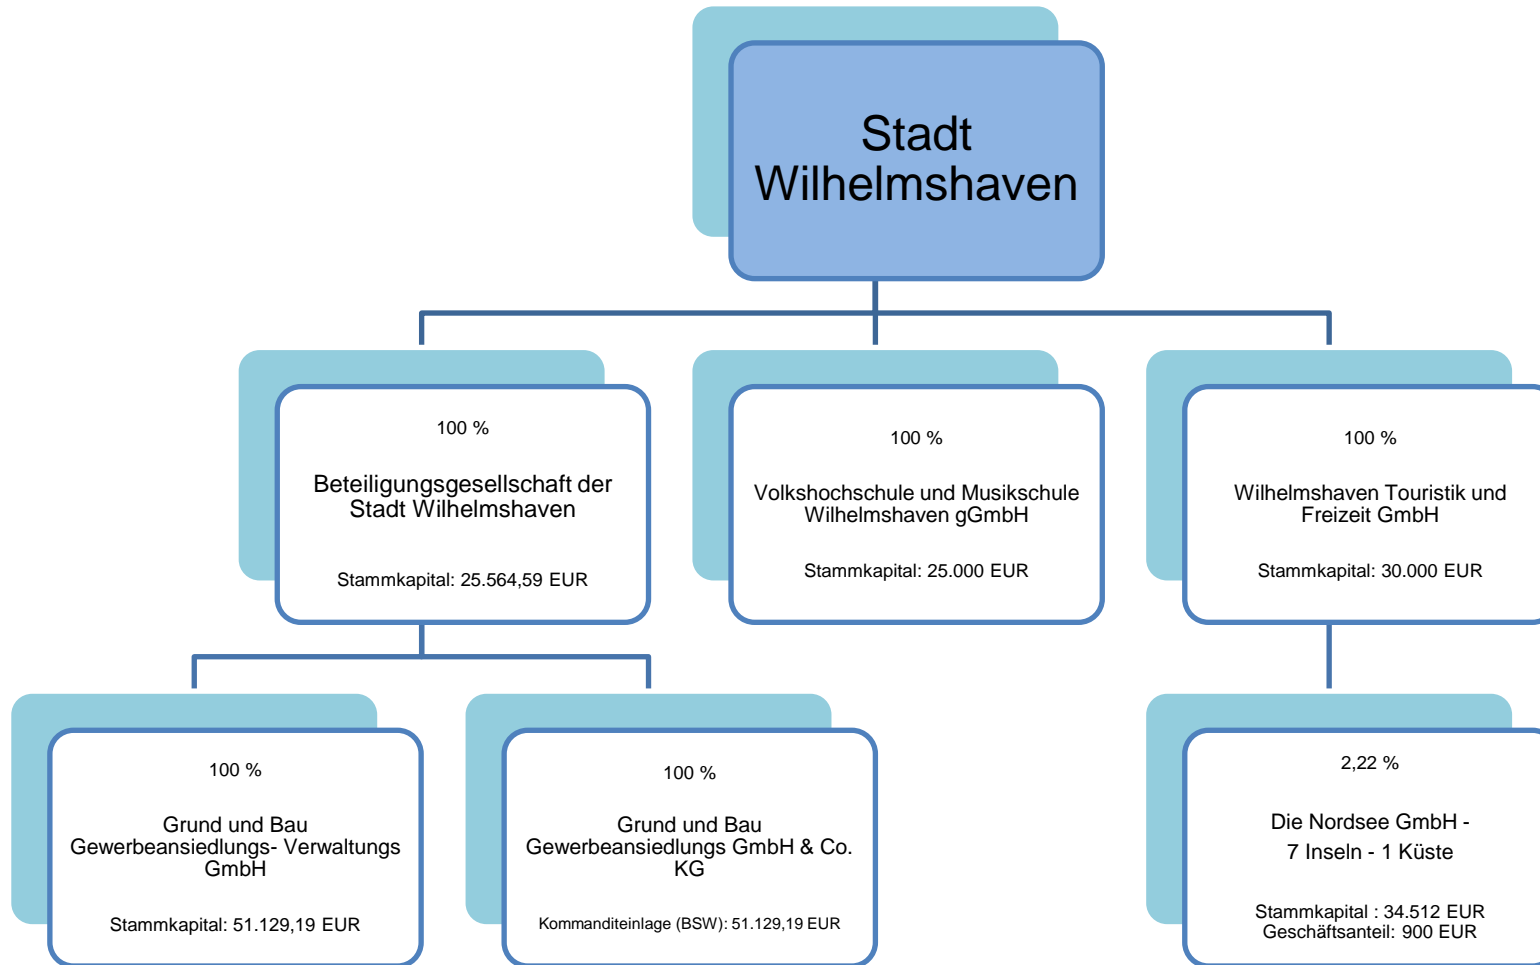 Stadt
Wilhelmshaven
100 %
Beteiligungsgesellschaft der
Stadt Wilhelmshaven
Stammkapital: 25.564,59 EUR
100 %
Volkshochschule und Musikschule
Wilhelmshaven gGmbH
Stammkapital: 25.000 EUR
100 %
Wilhelmshaven Touristik und
Freizeit GmbH
Stammkapital: 30.000 EUR
100 %
Grund und Bau
Gewerbeansiedlungs- Verwaltungs
GmbH
Stammkapital: 51.129,19 EUR
100 %
Grund und Bau
Gewerbeansiedlungs GmbH & Co.
KG
Kommanditeinlage (BSW): 51.129,19 EUR
2,22 %
Die Nordsee GmbH -
7 Inseln - 1 Küste
Stammkapital : 34.512 EUR
Geschäftsanteil: 900 EUR